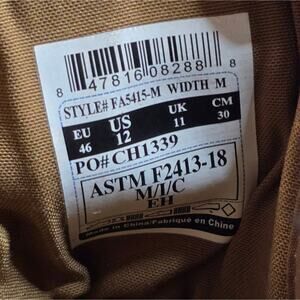 8 47816 08288 8
STYLE# FA5415-M WIDTH M
EU US UK CM
46 12 11 30
PO# CH1339
ASTM F2413-18
M/I/C
EH
Made in China/Fabriqué en Chine